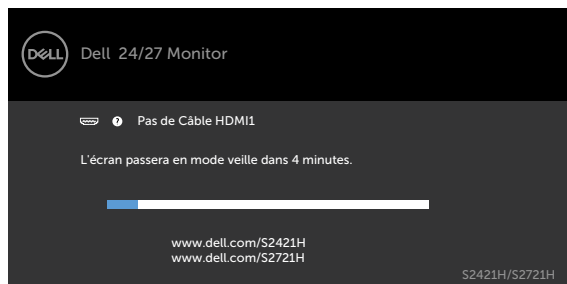 DELL
Dell 24/27 Monitor
? Pas de Câble HDMI1
L'écran passera en mode veille dans 4 minutes.
www.dell.com/S2421H
www.dell.com/S2721H
S2421H/S2721H